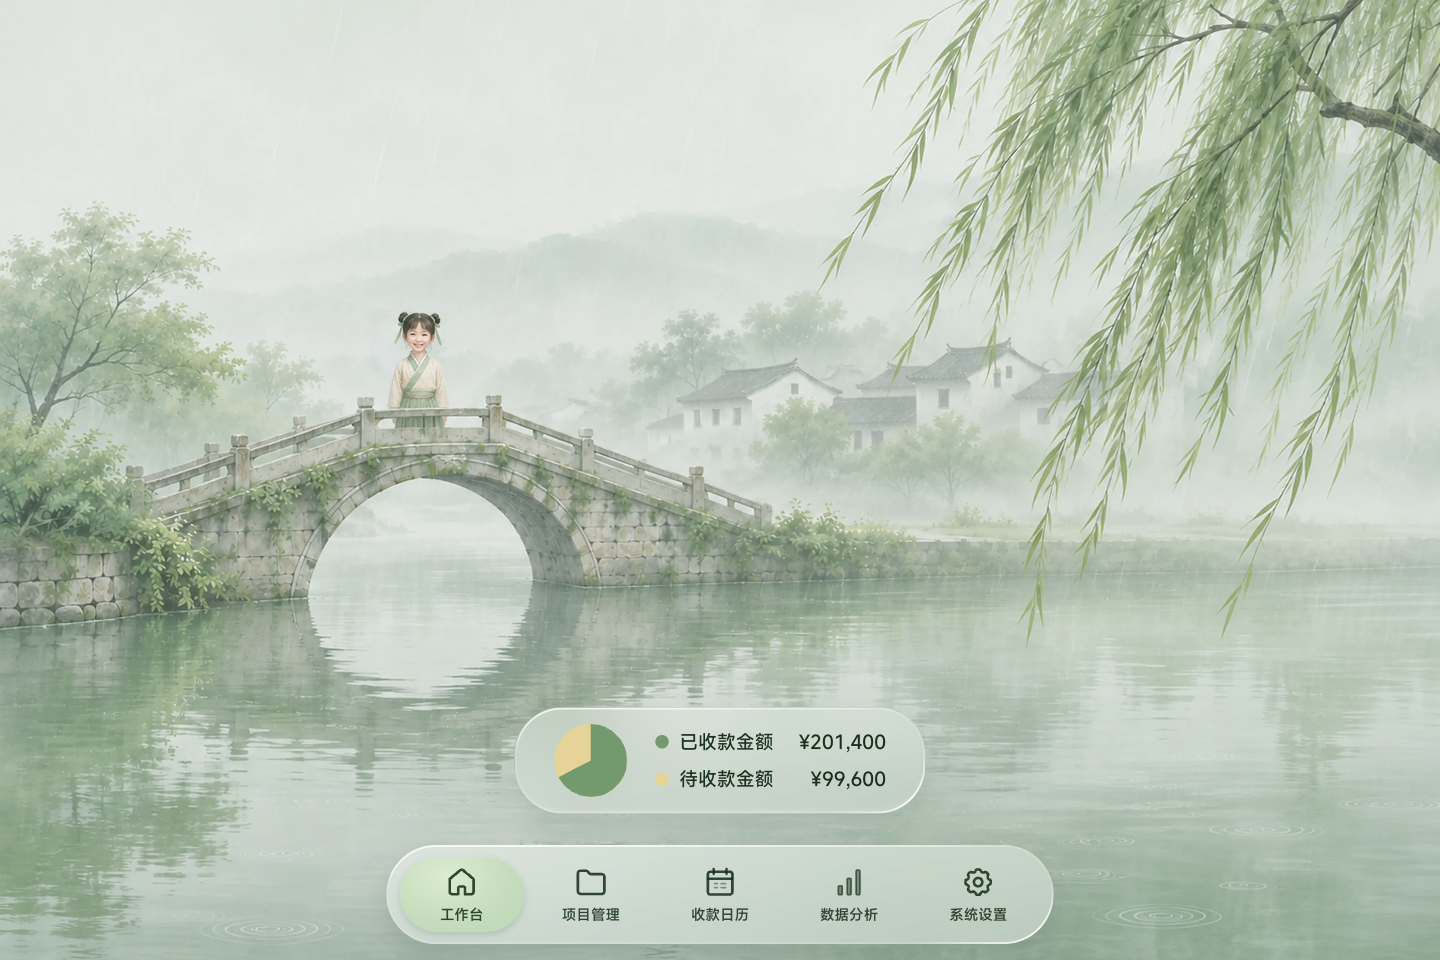 已收款金额 ¥201,400
待收款金额 ¥99,600
工作台 项目管理 收款日历 数据分析 系统设置